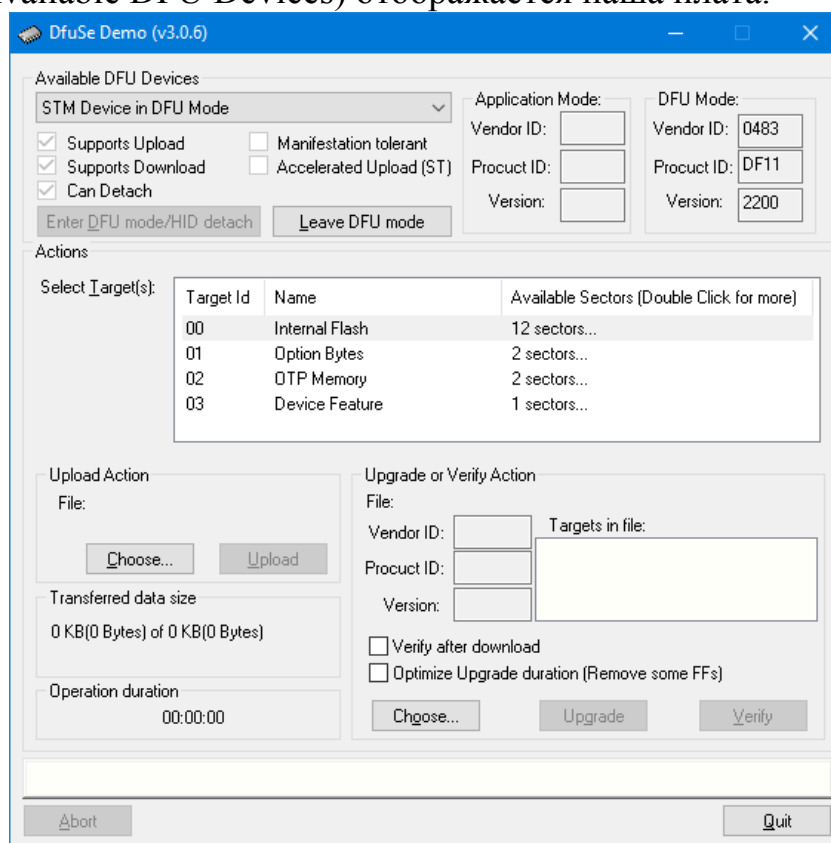 vailable DFU Devices) отображается наша плата.
DfuSe Demo (v3.0.6)
Available DFU Devices
STM Device in DFU Mode
Supports Upload
Manifestation tolerant
Supports Download
Accelerated Upload (ST)
Can Detach
Enter DFU mode/HID detach
Leave DFU mode
Application Mode:
Vendor ID:
Procuct ID:
Version:
DFU Mode:
Vendor ID: 0483
Procuct ID: DF11
Version: 2200
Actions
Select Target(s):
Target Id Name Available Sectors (Double Click for more)
00 Internal Flash 12 sectors...
01 Option Bytes 2 sectors...
02 OTP Memory 2 sectors...
03 Device Feature 1 sectors...
Upload Action
File:
Choose... Upload
Transferred data size
0 KB(0 Bytes) of 0 KB(0 Bytes)
Operation duration
00:00:00
Upgrade or Verify Action
File:
Vendor ID:
Procuct ID:
Version:
Targets in file:
Verify after download
Optimize Upgrade duration (Remove some FFs)
Choose... Upgrade Verify
Abort Quit